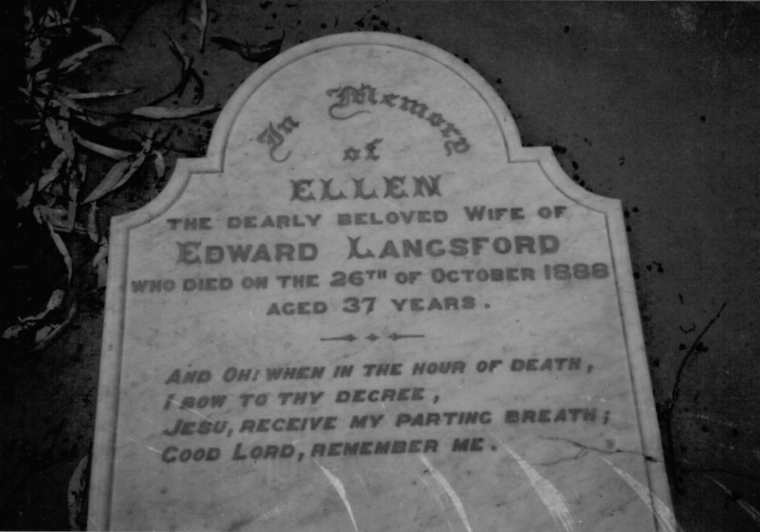 In Memory
of
ELLEN
THE DEARLY BELOVED WIFE OF
EDWARD LANGSFORD
WHO DIED ON THE 26TH OF OCTOBER 1888
AGED 37 YEARS.
AND OH! WHEN IN THE HOUR OF DEATH,
I BOW TO THY DECREE,
JESU, RECEIVE MY PARTING BREATH;
GOOD LORD, REMEMBER ME.